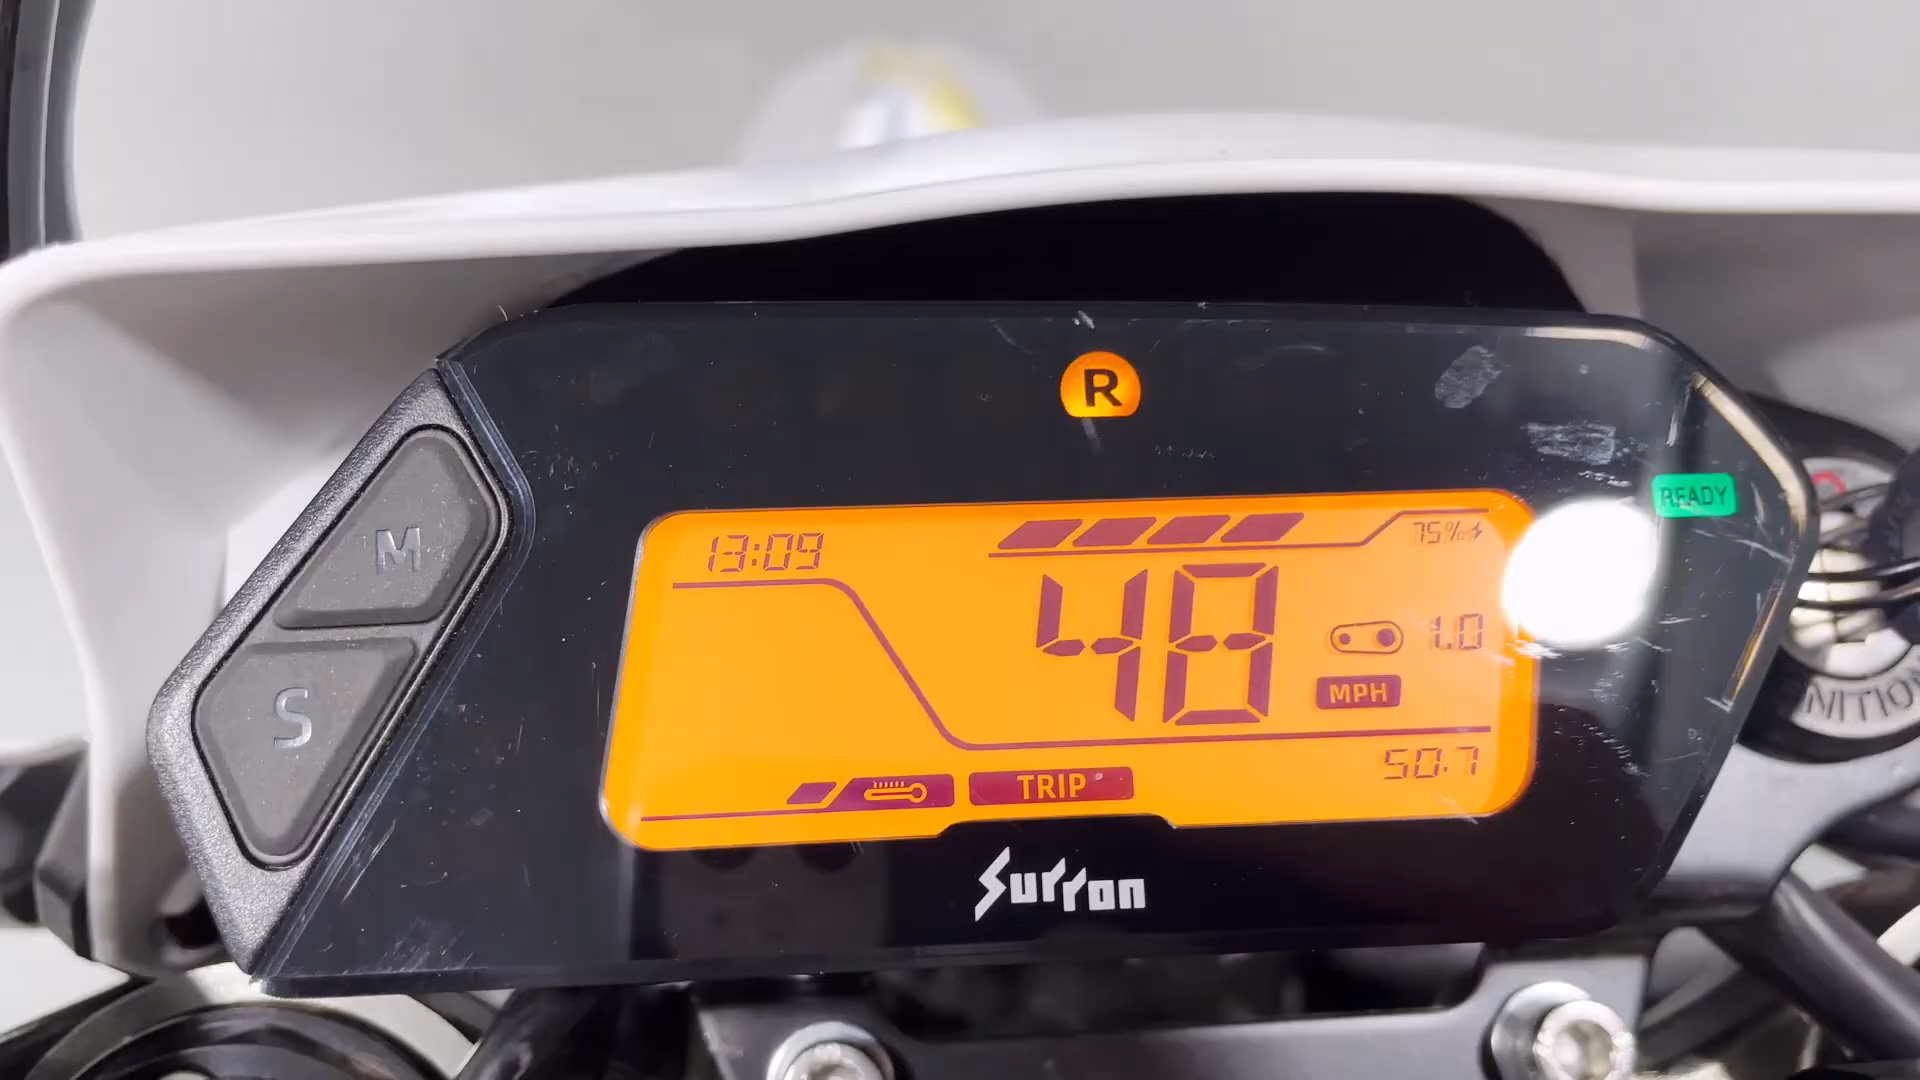 R
READY
M
13:09
75%
48
1.0
MPH
S
NITION
50.7
TRIP
Surron